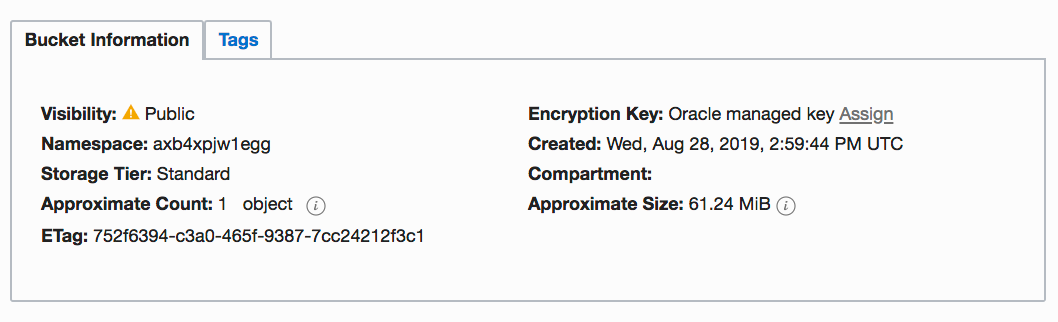 Bucket Information
Tags
Visibility: Public
Namespace: axb4xpjw1egg
Storage Tier: Standard
Approximate Count: 1 object
ETag: 752f6394-c3a0-465f-9387-7cc24212f3c1
Encryption Key: Oracle managed key Assign
Created: Wed, Aug 28, 2019, 2:59:44 PM UTC
Compartment:
Approximate Size: 61.24 MiB